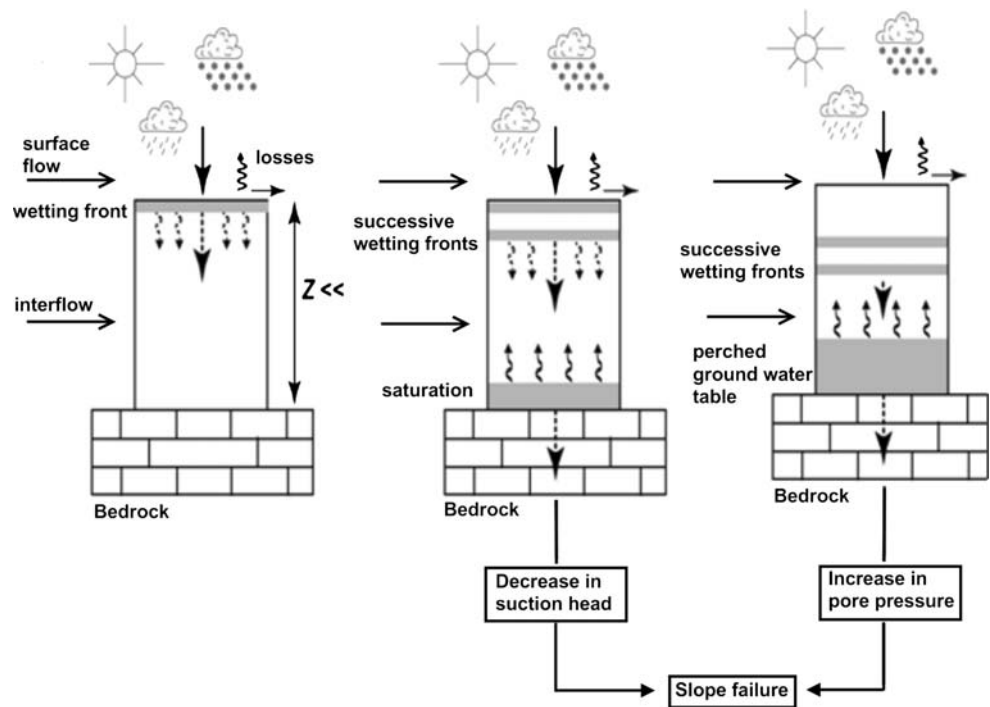 surface
flow
losses
wetting front
Z <<
interflow
Bedrock
successive
wetting fronts
saturation
Bedrock
successive
wetting fronts
perched
ground water
table
Bedrock
Decrease in
suction head
Increase in
pore pressure
Slope failure